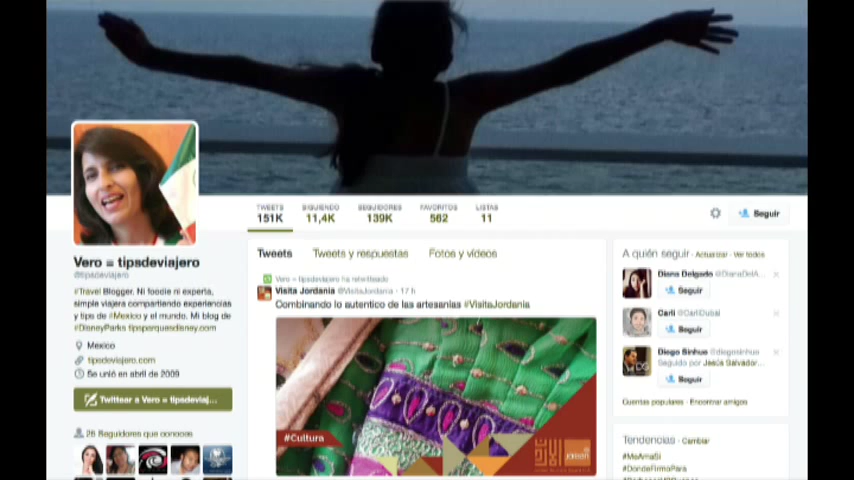 TWEETS SIGUIENDO SEGUIDORES FAVORITOS LISTAS
151K 11,4K 139K 562 11
Seguir
Vero = tipsdeviajero
@tipsdeviajero
#Travel Blogger. Ni foodie ni experta,
simple viajera compartiendo experiencias
y tips de #Mexico y el mundo. Mi blog de
#DisneyParks tipsparquesdisney.com
Mexico
tipsdeviajero.com
Se unió en abril de 2009
Twittear a Vero = tipsdeviaj...
26 Seguidores que conoces
Tweets Tweets y respuestas Fotos y videos
Vero = tipsdeviajero ha retwitteado
Visita Jordania @VisitaJordania · 17 h
Combinando lo autentico de las artesanias #VisitaJordania
#Cultura
A quién seguir · Actualizar · Ver todos
Diana Delgado @DianaDelA...
Seguir
Carli @CarliDubai
Seguir
Diego Sinhue @diegosinhue
Seguido por Jesús Salvador...
Seguir
Cuentas populares · Encontrar amigos
Tendencias · Cambiar
#MeAmaSi
#DondeFirmoPara